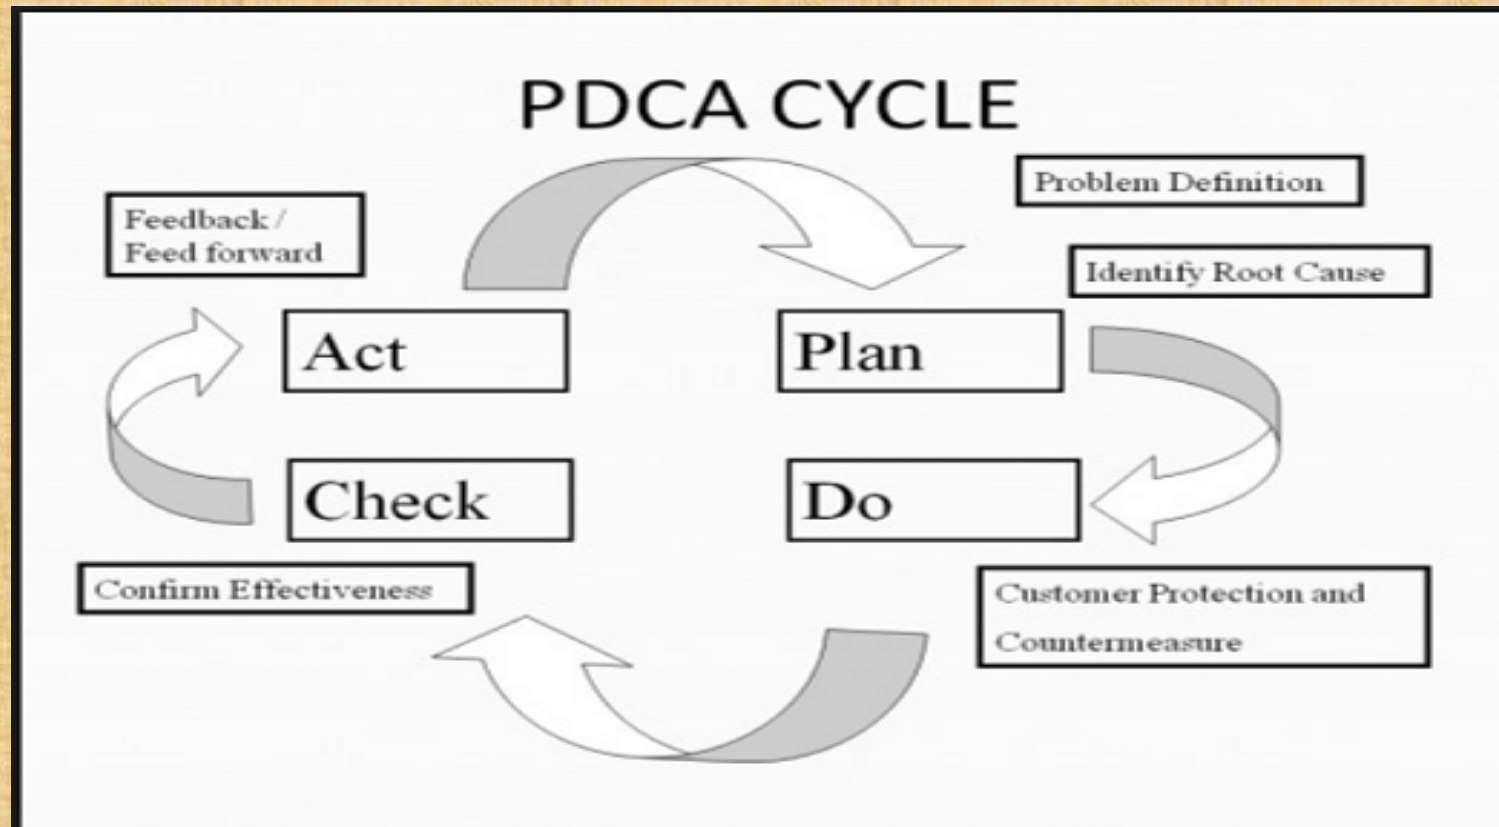 PDCA CYCLE
Problem Definition
Feedback /
Feed forward
Identify Root Cause
Act
Plan
Check
Do
Confirm Effectiveness
Customer Protection and
Countermeasure